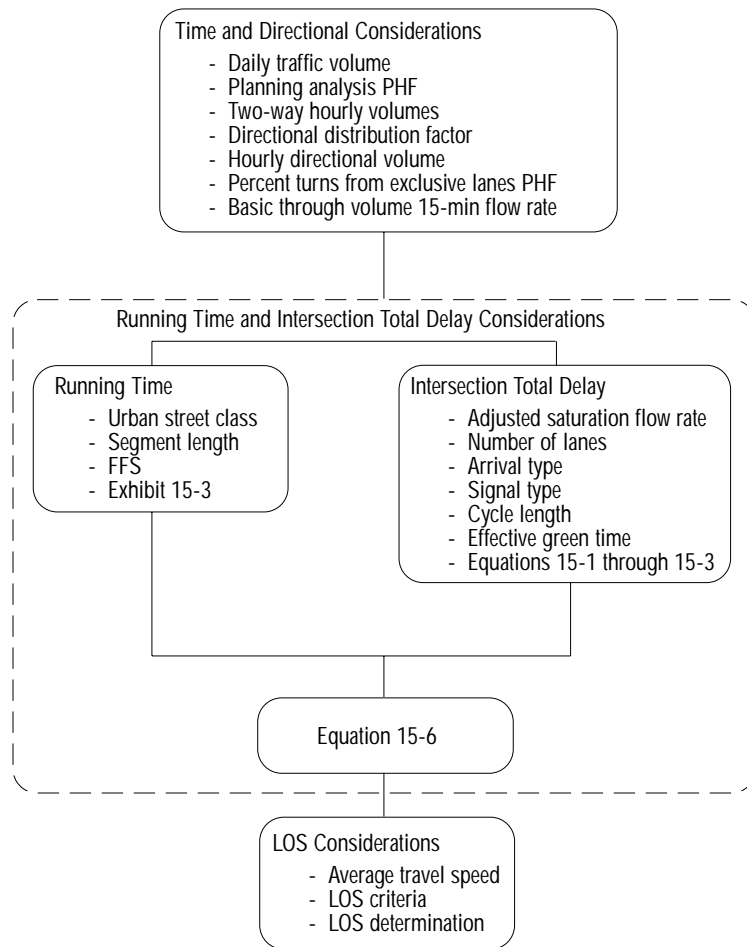 Time and Directional Considerations
- Daily traffic volume
- Planning analysis PHF
- Two-way hourly volumes
- Directional distribution factor
- Hourly directional volume
- Percent turns from exclusive lanes PHF
- Basic through volume 15-min flow rate
Running Time and Intersection Total Delay Considerations
Running Time
- Urban street class
- Segment length
- FFS
- Exhibit 15-3
Intersection Total Delay
- Adjusted saturation flow rate
- Number of lanes
- Arrival type
- Signal type
- Cycle length
- Effective green time
- Equations 15-1 through 15-3
Equation 15-6
LOS Considerations
- Average travel speed
- LOS criteria
- LOS determination